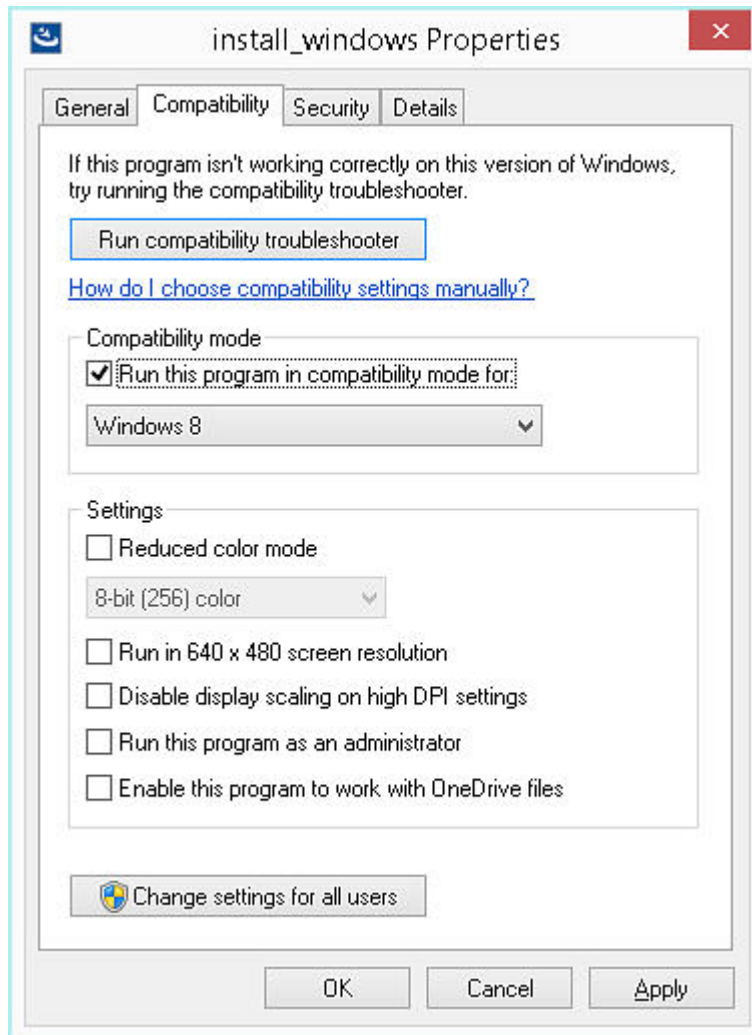 install_windows Properties
General Compatibility Security Details
If this program isn't working correctly on this version of Windows,
try running the compatibility troubleshooter.
Run compatibility troubleshooter
How do I choose compatibility settings manually?
Compatibility mode
Run this program in compatibility mode for:
Windows 8
Settings
Reduced color mode
8-bit (256) color
Run in 640 x 480 screen resolution
Disable display scaling on high DPI settings
Run this program as an administrator
Enable this program to work with OneDrive files
Change settings for all users
OK Cancel Apply